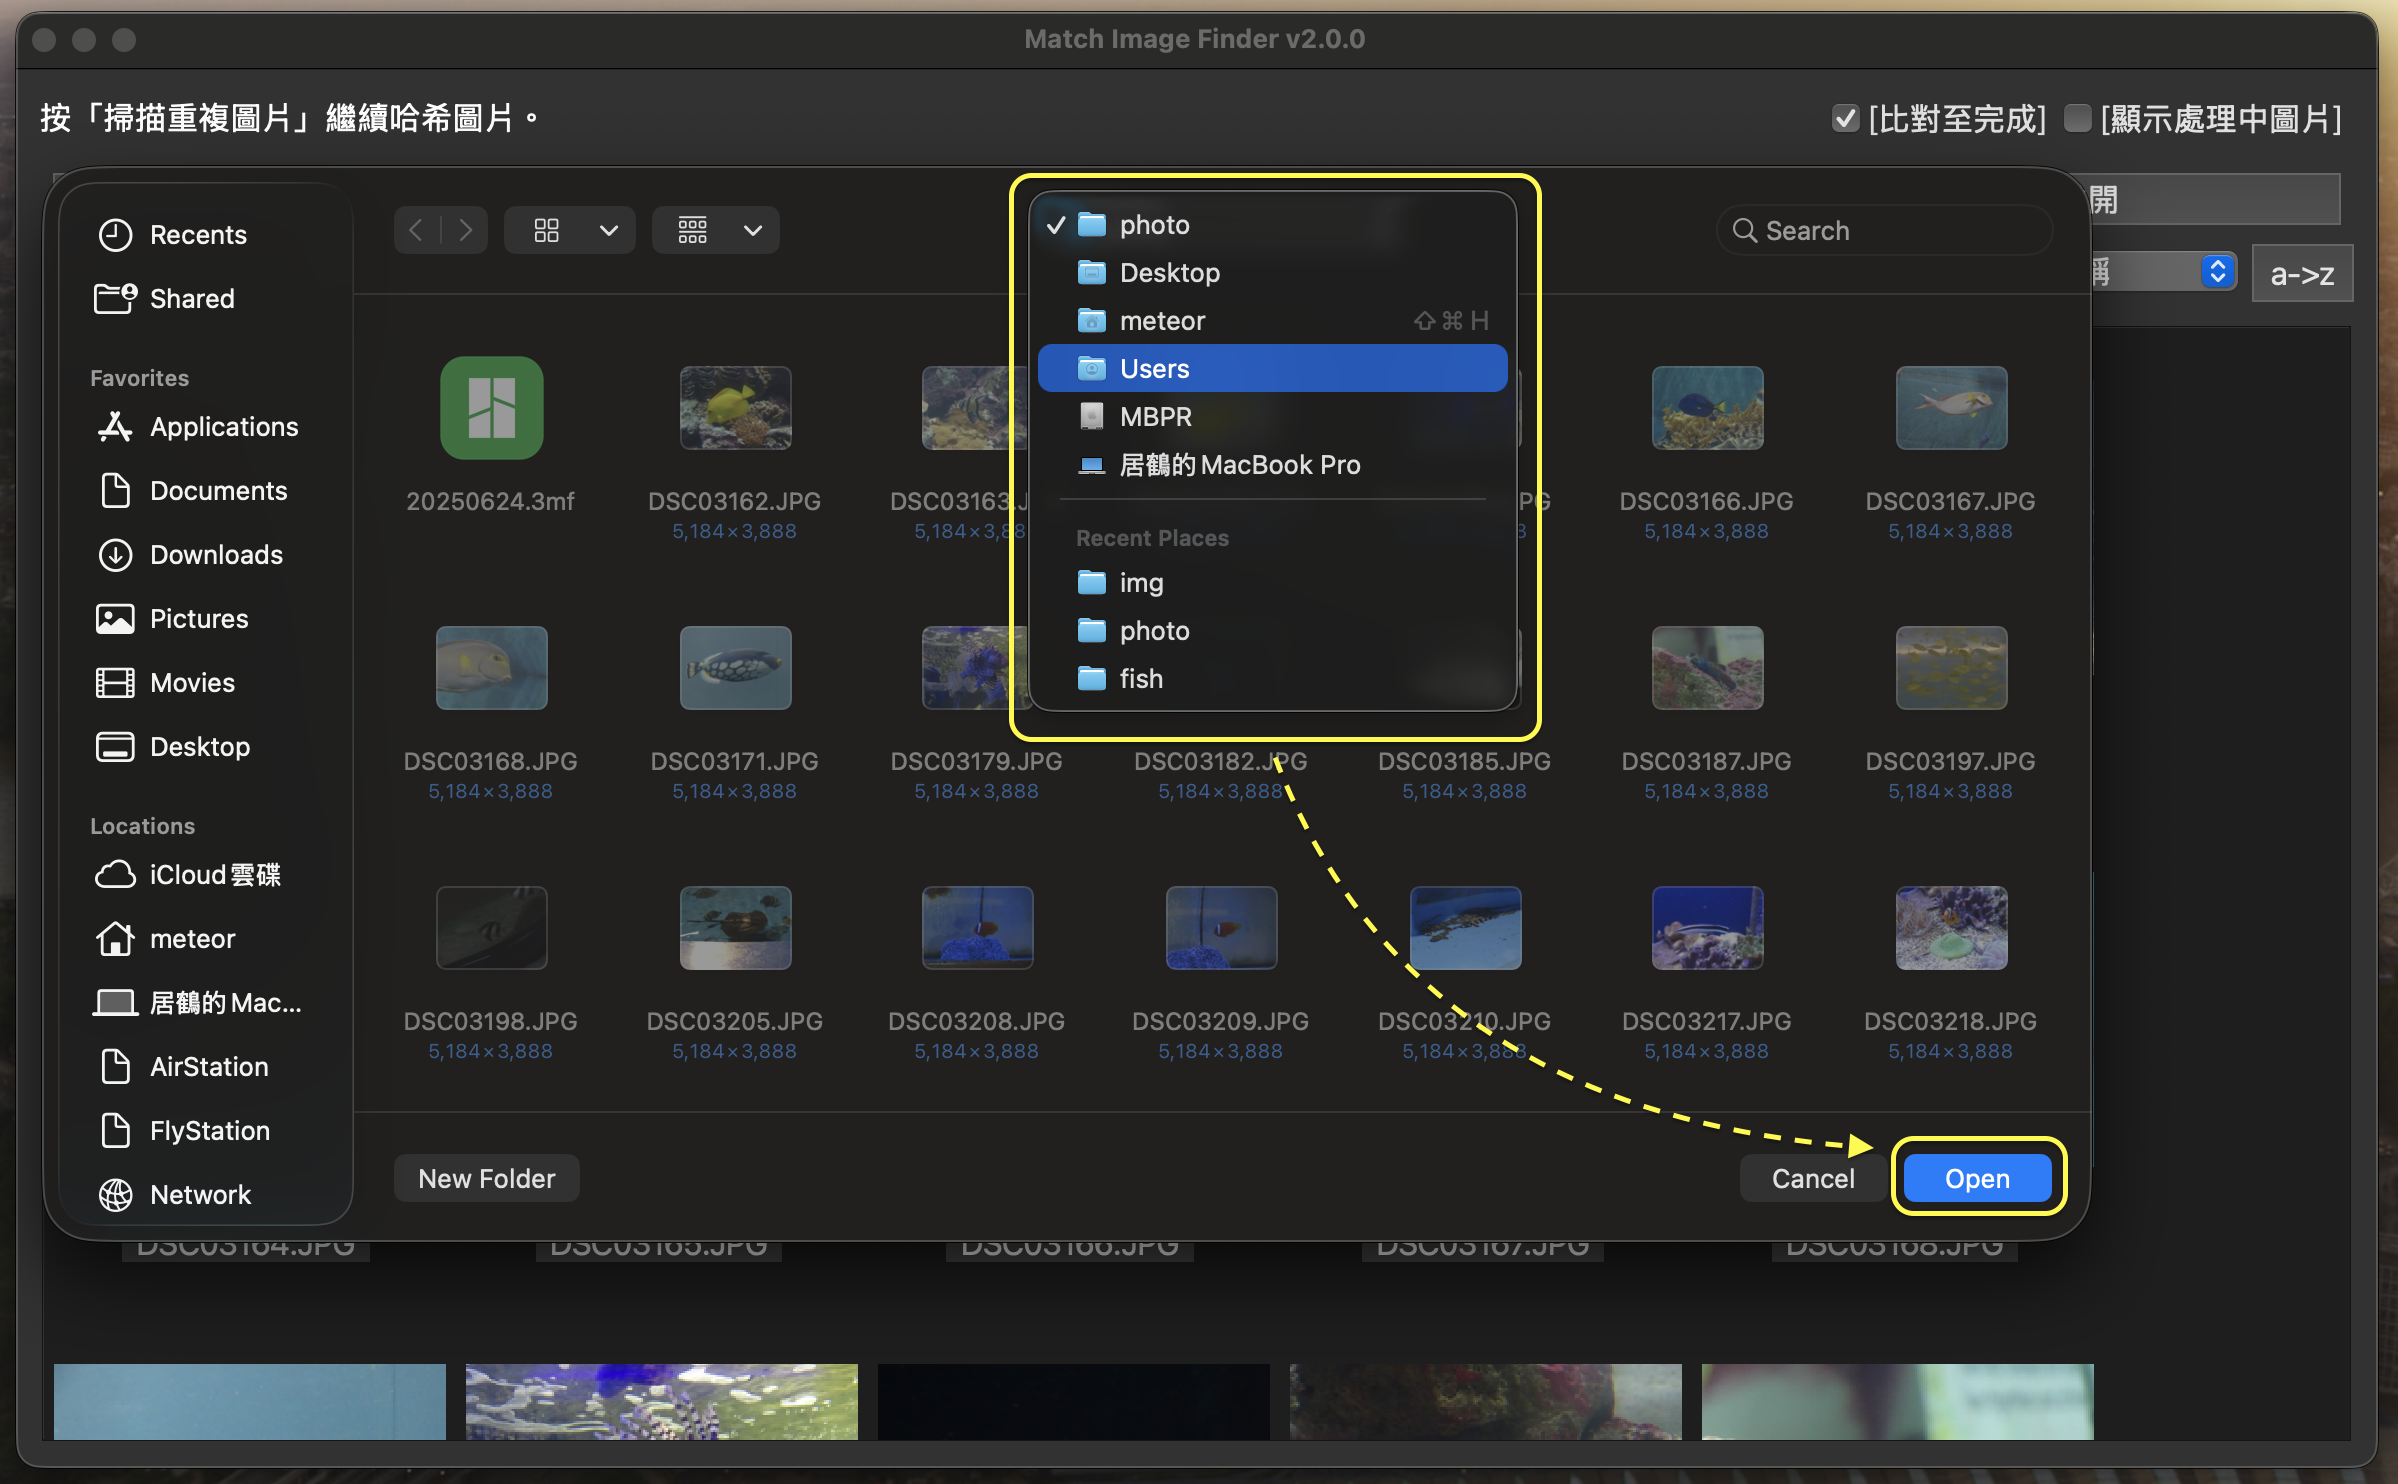 Match Image Finder v2.0.0
按「掃描重複圖片」繼續哈希圖片。
[比對至完成]
[顯示處理中圖片]
開
稱
a->z
Recents
Shared
Favorites
Applications
Documents
Downloads
Pictures
Movies
Desktop
Locations
iCloud雲碟
meteor
居鶴的Mac...
AirStation
FlyStation
Network
Search
photo
Desktop
meteor ⇧⌘H
Users
MBPR
居鶴的MacBook Pro
Recent Places
img
photo
fish
20250624.3mf
DSC03162.JPG
5,184×3,888
DSC03163.J
5,184×3,88
PG
8
DSC03166.JPG
5,184×3,888
DSC03167.JPG
5,184×3,888
DSC03168.JPG
5,184×3,888
DSC03171.JPG
5,184×3,888
DSC03179.JPG
5,184×3,888
DSC03182.JPG
5,184×3,888
DSC03185.JPG
5,184×3,888
DSC03187.JPG
5,184×3,888
DSC03197.JPG
5,184×3,888
DSC03198.JPG
5,184×3,888
DSC03205.JPG
5,184×3,888
DSC03208.JPG
5,184×3,888
DSC03209.JPG
5,184×3,888
DSC03210.JPG
5,184×3,888
DSC03217.JPG
5,184×3,888
DSC03218.JPG
5,184×3,888
New Folder
Cancel
Open
DSC03164.JPG
DSC03165.JPG
DSC03166.JPG
DSC03167.JPG
DSC03168.JPG